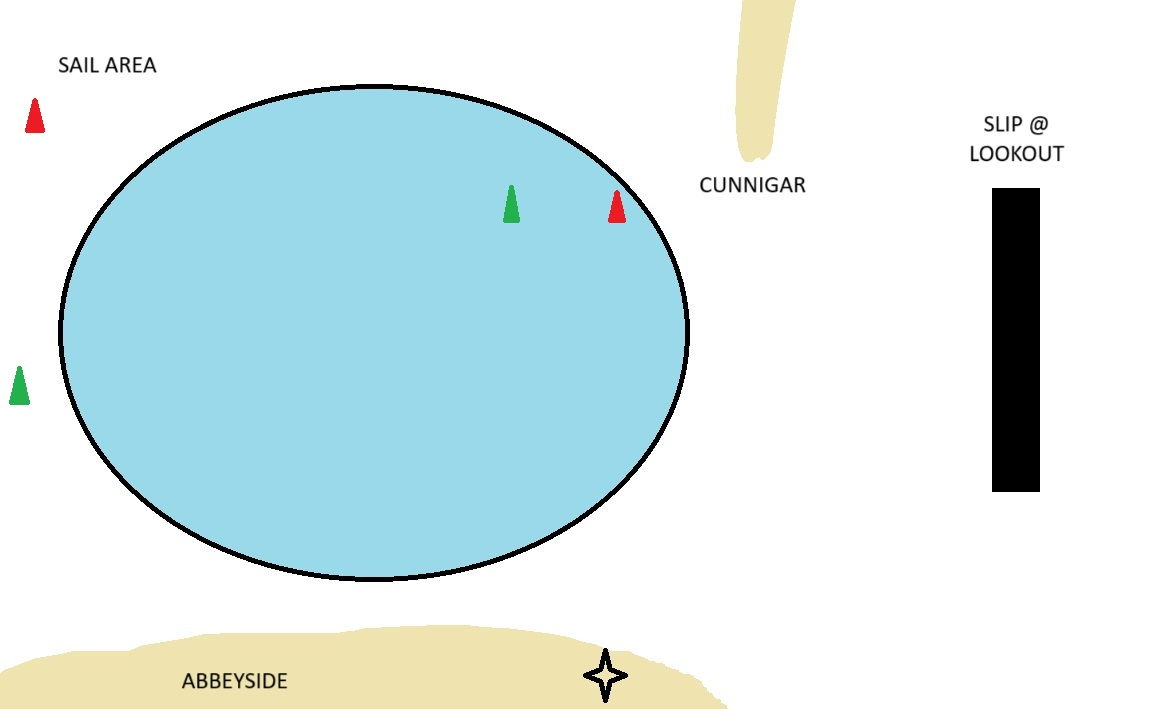 SAIL AREA
SLIP @
LOOKOUT
CUNNIGAR
ABBEYSIDE